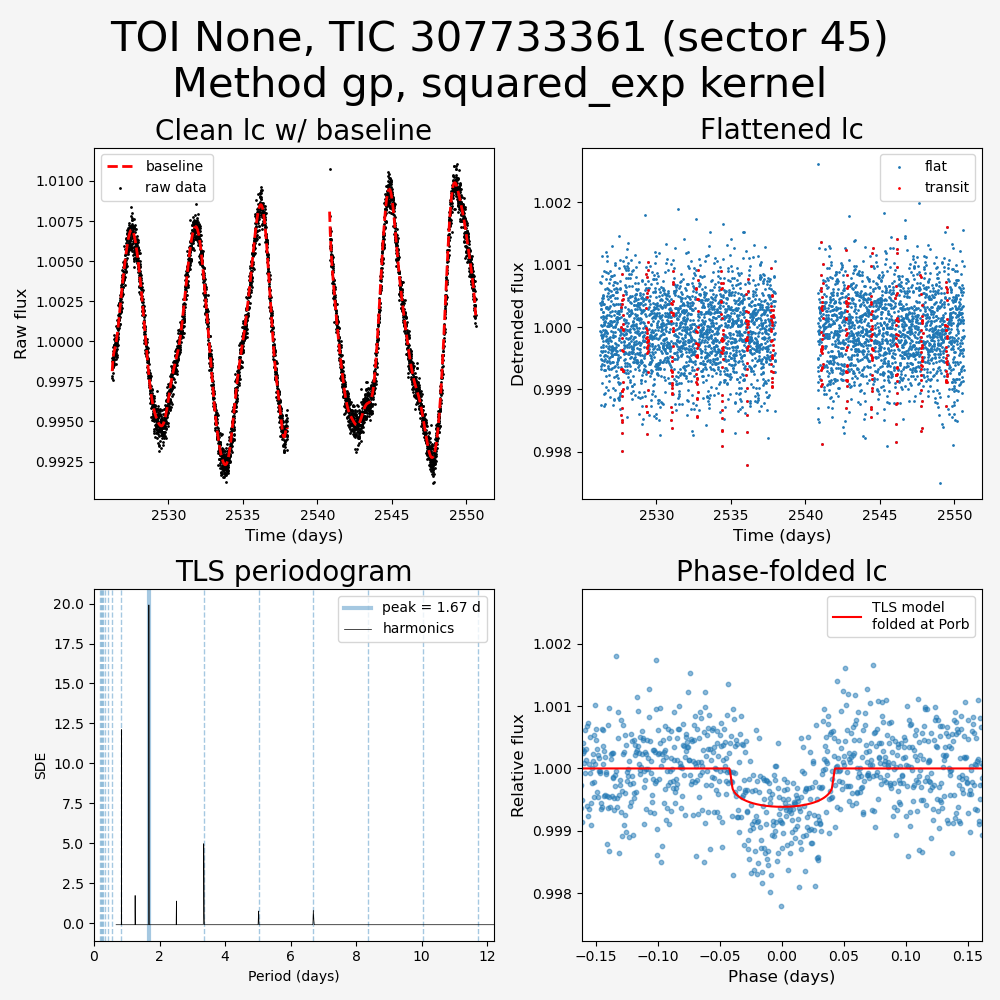 TOI None, TIC 307733361 (sector 45)
Method gp, squared_exp kernel
Clean lc w/ baseline
baseline
raw data
1.0100
1.0075
1.0050
1.0025
1.0000
0.9975
0.9950
0.9925
Raw flux
2530
2535
2540
2545
2550
Time (days)
Flattened lc
flat
transit
1.002
1.001
1.000
0.999
0.998
Detrended flux
2530
2535
2540
2545
2550
Time (days)
TLS periodogram
peak = 1.67 d
harmonics
20.0
17.5
15.0
12.5
10.0
7.5
5.0
2.5
0.0
SDE
0
2
4
6
8
10
12
Period (days)
Phase-folded lc
TLS model
folded at Porb
1.002
1.001
1.000
0.999
0.998
Relative flux
−0.15
−0.10
−0.05
0.00
0.05
0.10
0.15
Phase (days)